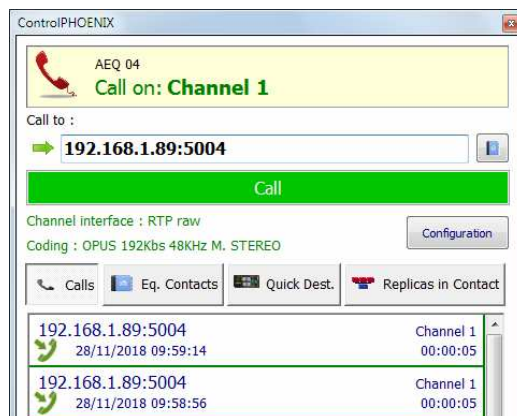 ControlPHOENIX
AEQ 04
Call on: Channel 1
Call to :
192.168.1.89:5004
Call
Channel interface : RTP raw
Coding : OPUS 192Kbs 48KHz M. STEREO
Configuration
Calls Eq. Contacts Quick Dest. Replicas in Contact
192.168.1.89:5004 Channel 1
28/11/2018 09:59:14 00:00:05
192.168.1.89:5004 Channel 1
28/11/2018 09:58:56 00:00:05